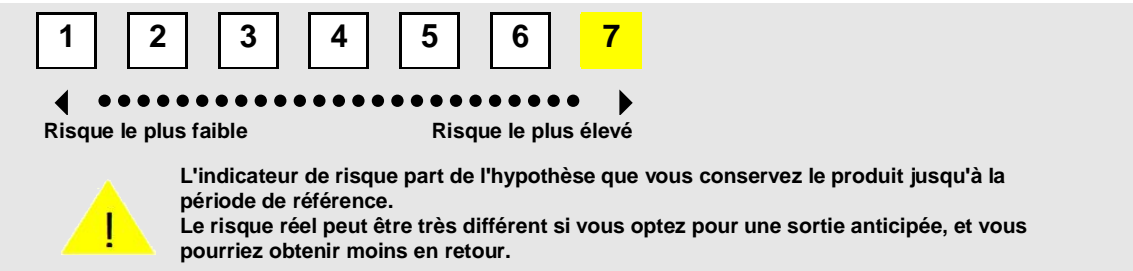 1 2 3 4 5 6 7
Risque le plus faible Risque le plus élevé
L'indicateur de risque part de l'hypothèse que vous conservez le produit jusqu'à la
période de référence.
Le risque réel peut être très différent si vous optez pour une sortie anticipée, et vous
pourriez obtenir moins en retour.
!